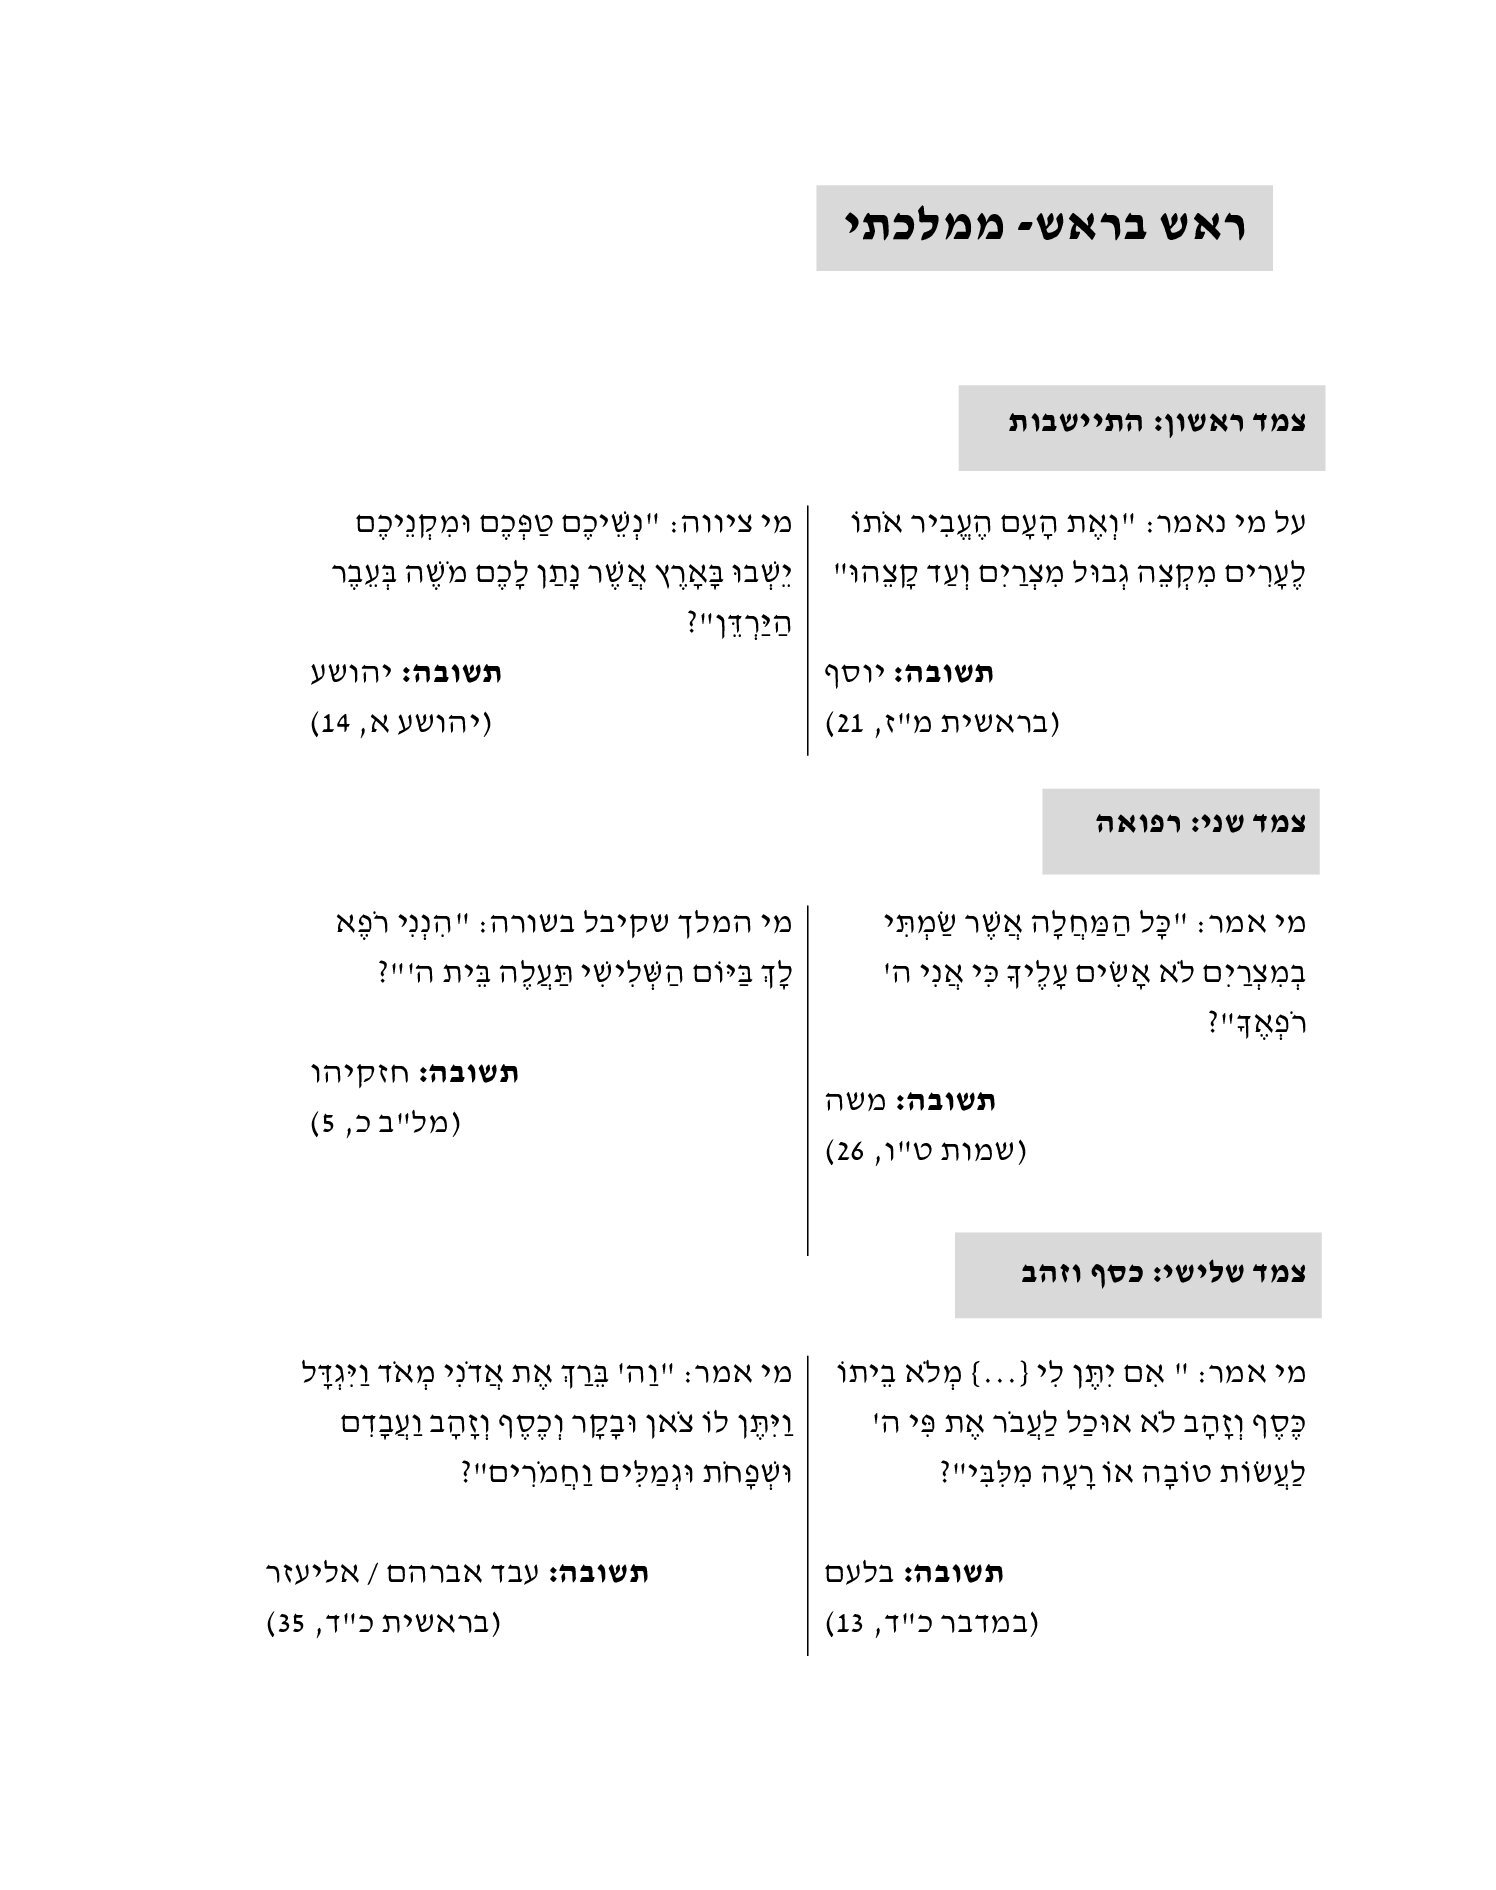 ראש בראש- ממלכתי
צמד ראשון: התיישבות
על מי נאמר: "וְאֶת הָעָם הֶעֱבִיר אֹתוֹ
לֶעָרִים מִקְצֵה גְבוּל מִצְרַיִם וְעַד קָצֵהוּ"
תשובה: יוסף
(בראשית מ"ז, 21)
מי ציווה: "נְשֵׁיכֶם טַפְּכֶם וּמִקְנֵיכֶם
יֵשְׁבוּ בָּאָרֶץ אֲשֶׁר נָתַן לָכֶם מֹשֶׁה בְּעֵבֶר
הַיַּרְדֵּן"?
תשובה: יהושע
(יהושע א, 14)
צמד שני: רפואה
מי אמר: "כָּל הַמַּחֲלָה אֲשֶׁר שַׂמְתִּי
בְמִצְרַיִם לֹא אָשִׂים עָלֶיךָ כִּי אֲנִי ה'
רֹפְאֶךָ"?
תשובה: משה
(שמות ט"ו, 26)
מי המלך שקיבל בשורה: "הִנְנִי רֹפֶא
לָךְ בַּיּוֹם הַשְּׁלִישִׁי תַּעֲלֶה בֵּית ה'"?
תשובה: חזקיהו
(מל"ב כ, 5)
צמד שלישי: כסף וזהב
מי אמר: " אִם יִתֶּן לִי {...} מְלֹא בֵיתוֹ
כֶּסֶף וְזָהָב לֹא אוּכַל לַעֲבֹר אֶת פִּי ה'
לַעֲשׂוֹת טוֹבָה אוֹ רָעָה מִלִּבִּי"?
תשובה: בלעם
(במדבר כ"ד, 13)
מי אמר: "וַה' בֵּרַךְ אֶת אֲדֹנִי מְאֹד וַיִּגְדָּל
וַיִּתֶּן לוֹ צֹאן וּבָקָר וְכֶסֶף וְזָהָב וַעֲבָדִם
וּשְׁפָחֹת וּגְמַלִּים וַחֲמֹרִים"?
תשובה: עבד אברהם / אליעזר
(בראשית כ"ד, 35)